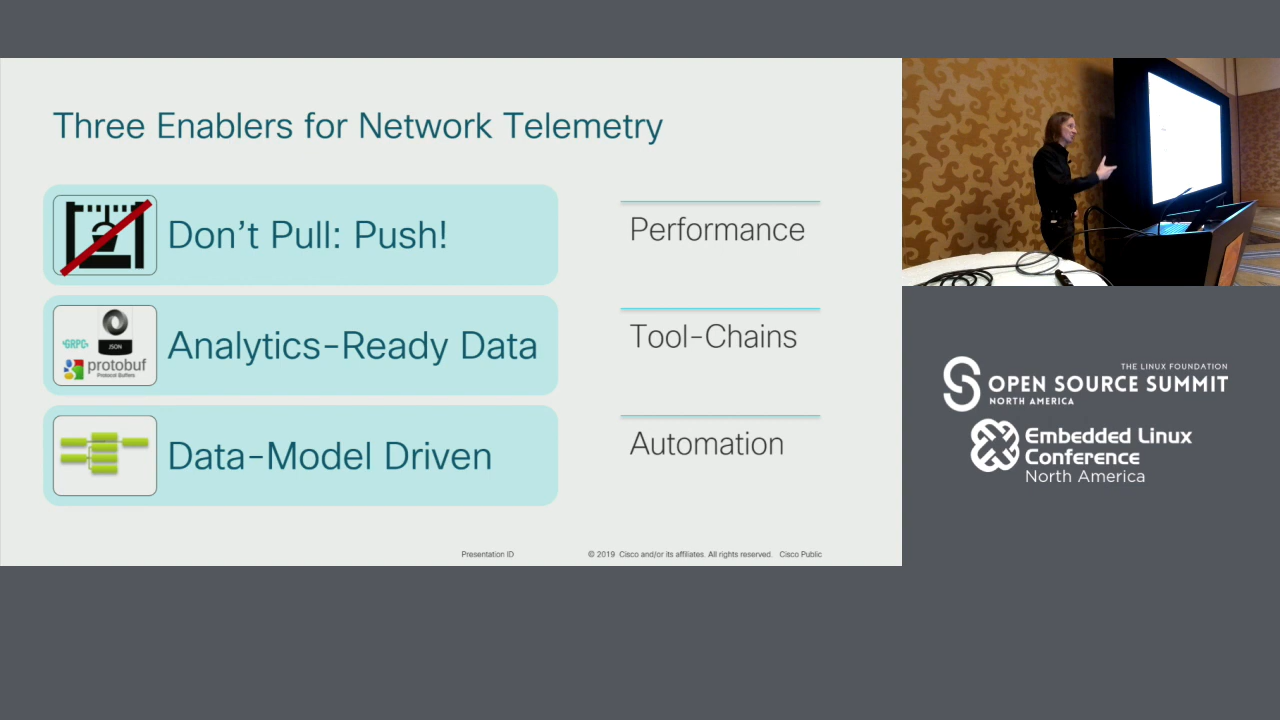 Three Enablers for Network Telemetry
Don't Pull: Push!
Performance
GRPC
JSON
protobuf
Protocol Buffers
Analytics-Ready Data
Tool-Chains
Data-Model Driven
Automation
Presentation ID
© 2019 Cisco and/or its affiliates. All rights reserved. Cisco Public
THE LINUX FOUNDATION
OPEN SOURCE SUMMIT
NORTH AMERICA
Embedded Linux
Conference
North America